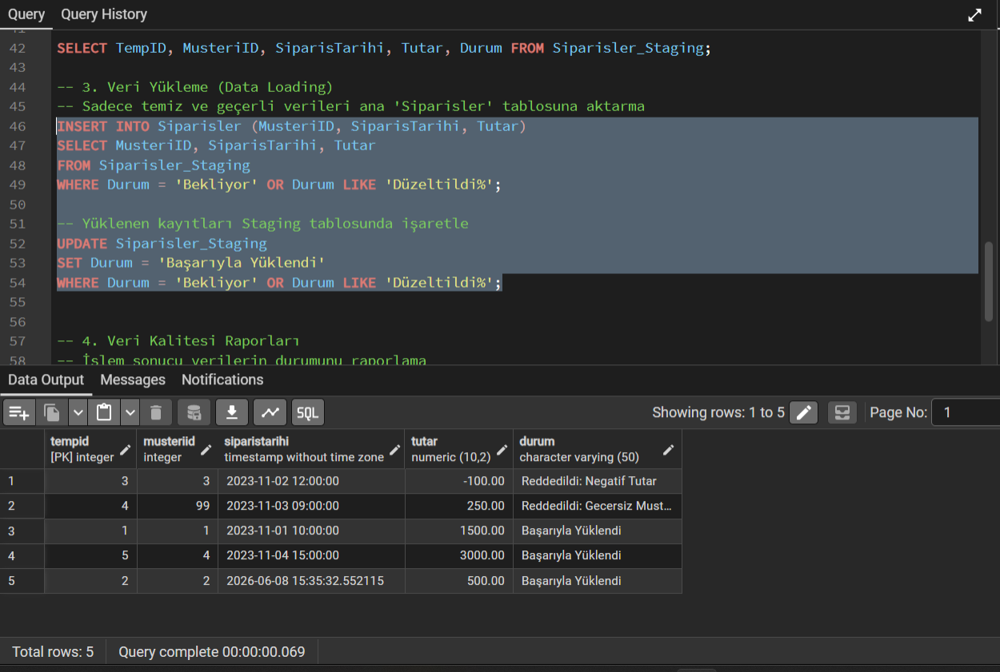 Query Query History
42 SELECT TempID, MusteriID, SiparisTarihi, Tutar, Durum FROM Siparisler_Staging;
43
44 -- 3. Veri Yükleme (Data Loading)
45 -- Sadece temiz ve geçerli verileri ana 'Siparisler' tablosuna aktarma
46 INSERT INTO Siparisler (MusteriID, SiparisTarihi, Tutar)
47 SELECT MusteriID, SiparisTarihi, Tutar
48 FROM Siparisler_Staging
49 WHERE Durum = 'Bekliyor' OR Durum LIKE 'Düzeltildi%';
50
51 -- Yüklenen kayıtları Staging tablosunda işaretle
52 UPDATE Siparisler_Staging
53 SET Durum = 'Başarıyla Yüklendi'
54 WHERE Durum = 'Bekliyor' OR Durum LIKE 'Düzeltildi%';
55
56
57 -- 4. Veri Kalitesi Raporları
58 -- İşlem sonucu verilerin durumunu raporlama
Data Output Messages Notifications
SQL Showing rows: 1 to 5 Page No: 1
tempid musteriid siparistarihi tutar durum
[PK] integer integer timestamp without time zone numeric (10,2) character varying (50)
1 3 3 2023-11-02 12:00:00 -100.00 Reddedildi: Negatif Tutar
2 4 99 2023-11-03 09:00:00 250.00 Reddedildi: Gecersiz Must...
3 1 1 2023-11-01 10:00:00 1500.00 Başarıyla Yüklendi
4 5 4 2023-11-04 15:00:00 3000.00 Başarıyla Yüklendi
5 2 2 2026-06-08 15:35:32.552115 500.00 Başarıyla Yüklendi
Total rows: 5 Query complete 00:00:00.069